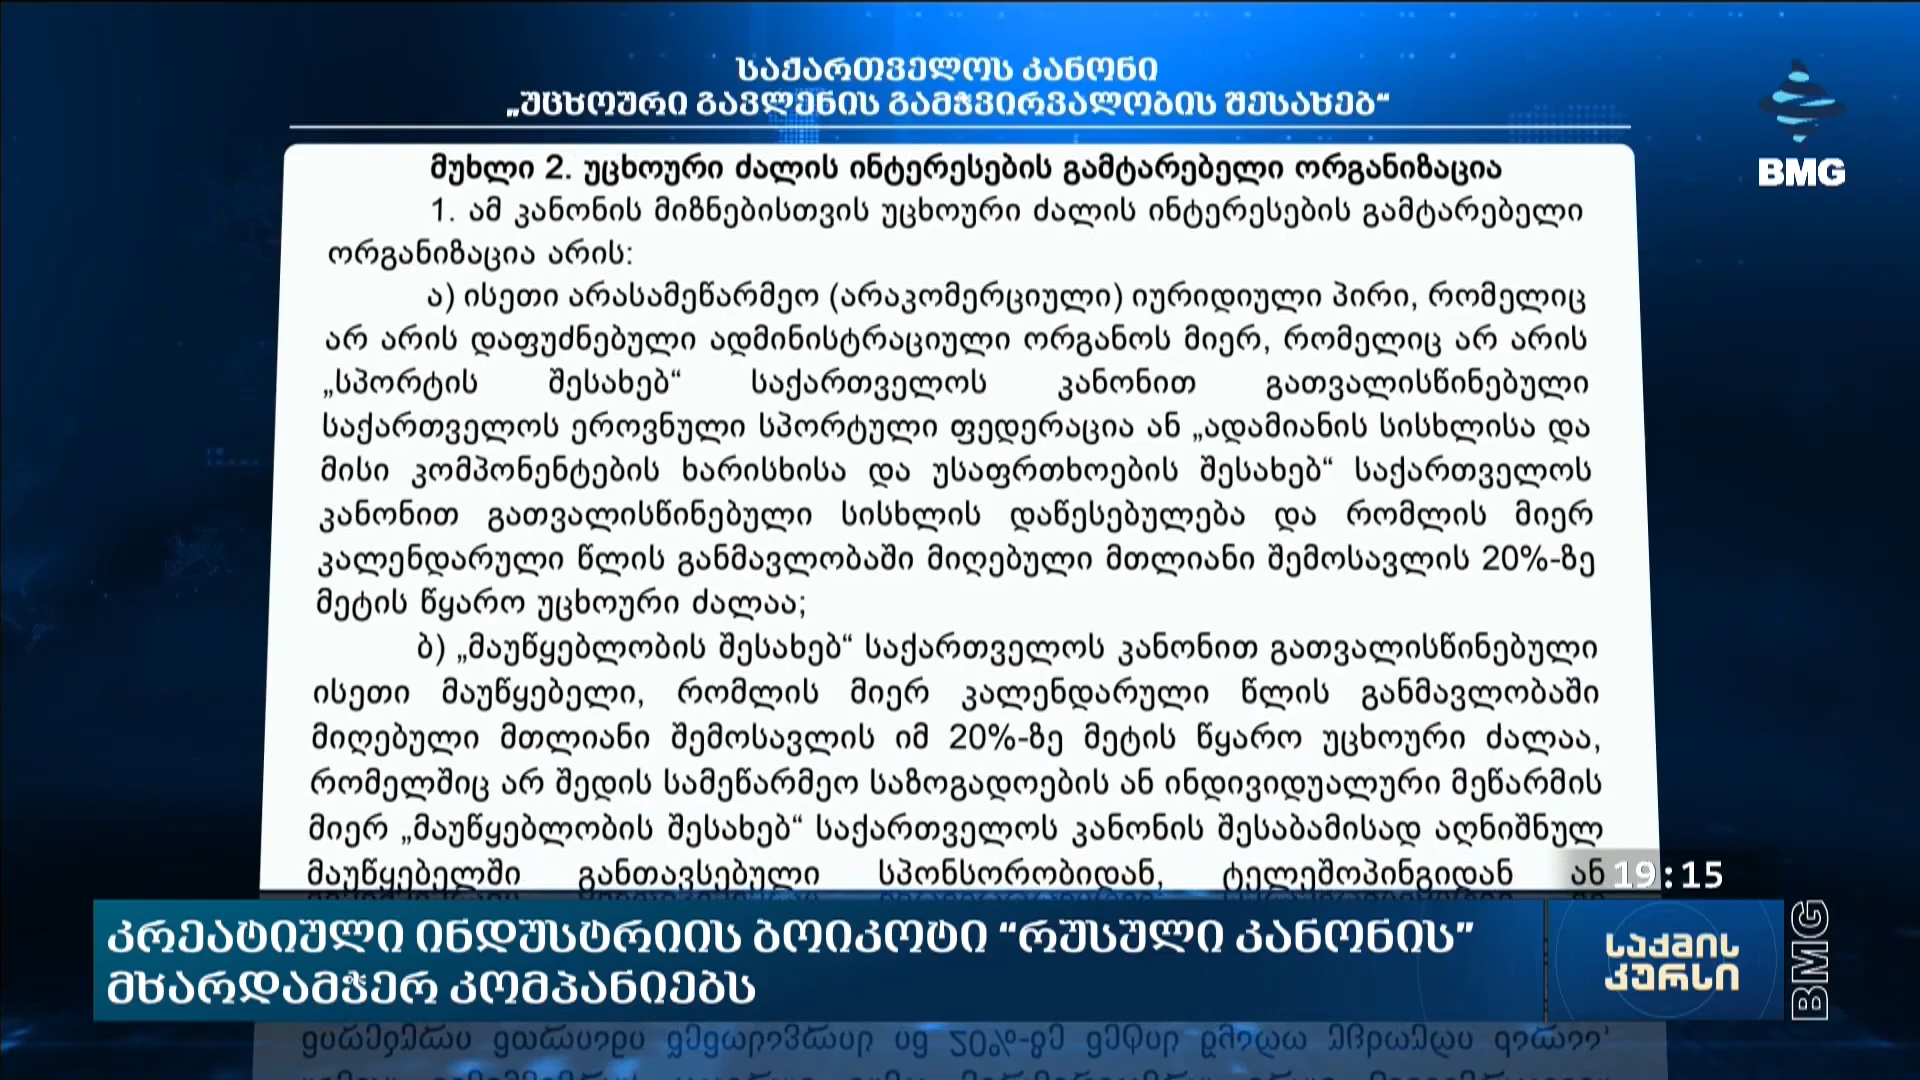 საქართველოს კანონი
„უცხოური გავლენის გამჭვირვალობის შესახებ“
BMG
მუხლი 2. უცხოური ძალის ინტერესების გამტარებელი ორგანიზაცია
1. ამ კანონის მიზნებისთვის უცხოური ძალის ინტერესების გამტარებელი
ორგანიზაცია არის:
ა) ისეთი არასამეწარმეო (არაკომერციული) იურიდიული პირი, რომელიც
არ არის დაფუძნებული ადმინისტრაციული ორგანოს მიერ, რომელიც არ არის
„სპორტის შესახებ“ საქართველოს კანონით გათვალისწინებული
საქართველოს ეროვნული სპორტული ფედერაცია ან „ადამიანის სისხლისა და
მისი კომპონენტების ხარისხისა და უსაფრთხოების შესახებ“ საქართველოს
კანონით გათვალისწინებული სისხლის დაწესებულება და რომლის მიერ
კალენდარული წლის განმავლობაში მიღებული მთლიანი შემოსავლის 20%-ზე
მეტის წყარო უცხოური ძალაა;
ბ) „მაუწყებლობის შესახებ“ საქართველოს კანონით გათვალისწინებული
ისეთი მაუწყებელი, რომლის მიერ კალენდარული წლის განმავლობაში
მიღებული მთლიანი შემოსავლის იმ 20%-ზე მეტის წყარო უცხოური ძალაა,
რომელშიც არ შედის სამეწარმეო საზოგადოების ან ინდივიდუალური მეწარმის
მიერ „მაუწყებლობის შესახებ“ საქართველოს კანონის შესაბამისად აღნიშნულ
მაუწყებელში განთავსებული სპონსორობიდან, ტელეშოპინგიდან ან
19:15
კრეატიული ინდუსტრიის ბოიკოტი “რუსული კანონის”
მხარდამჭერ კომპანიებს
საქმის
კურსი
BMG